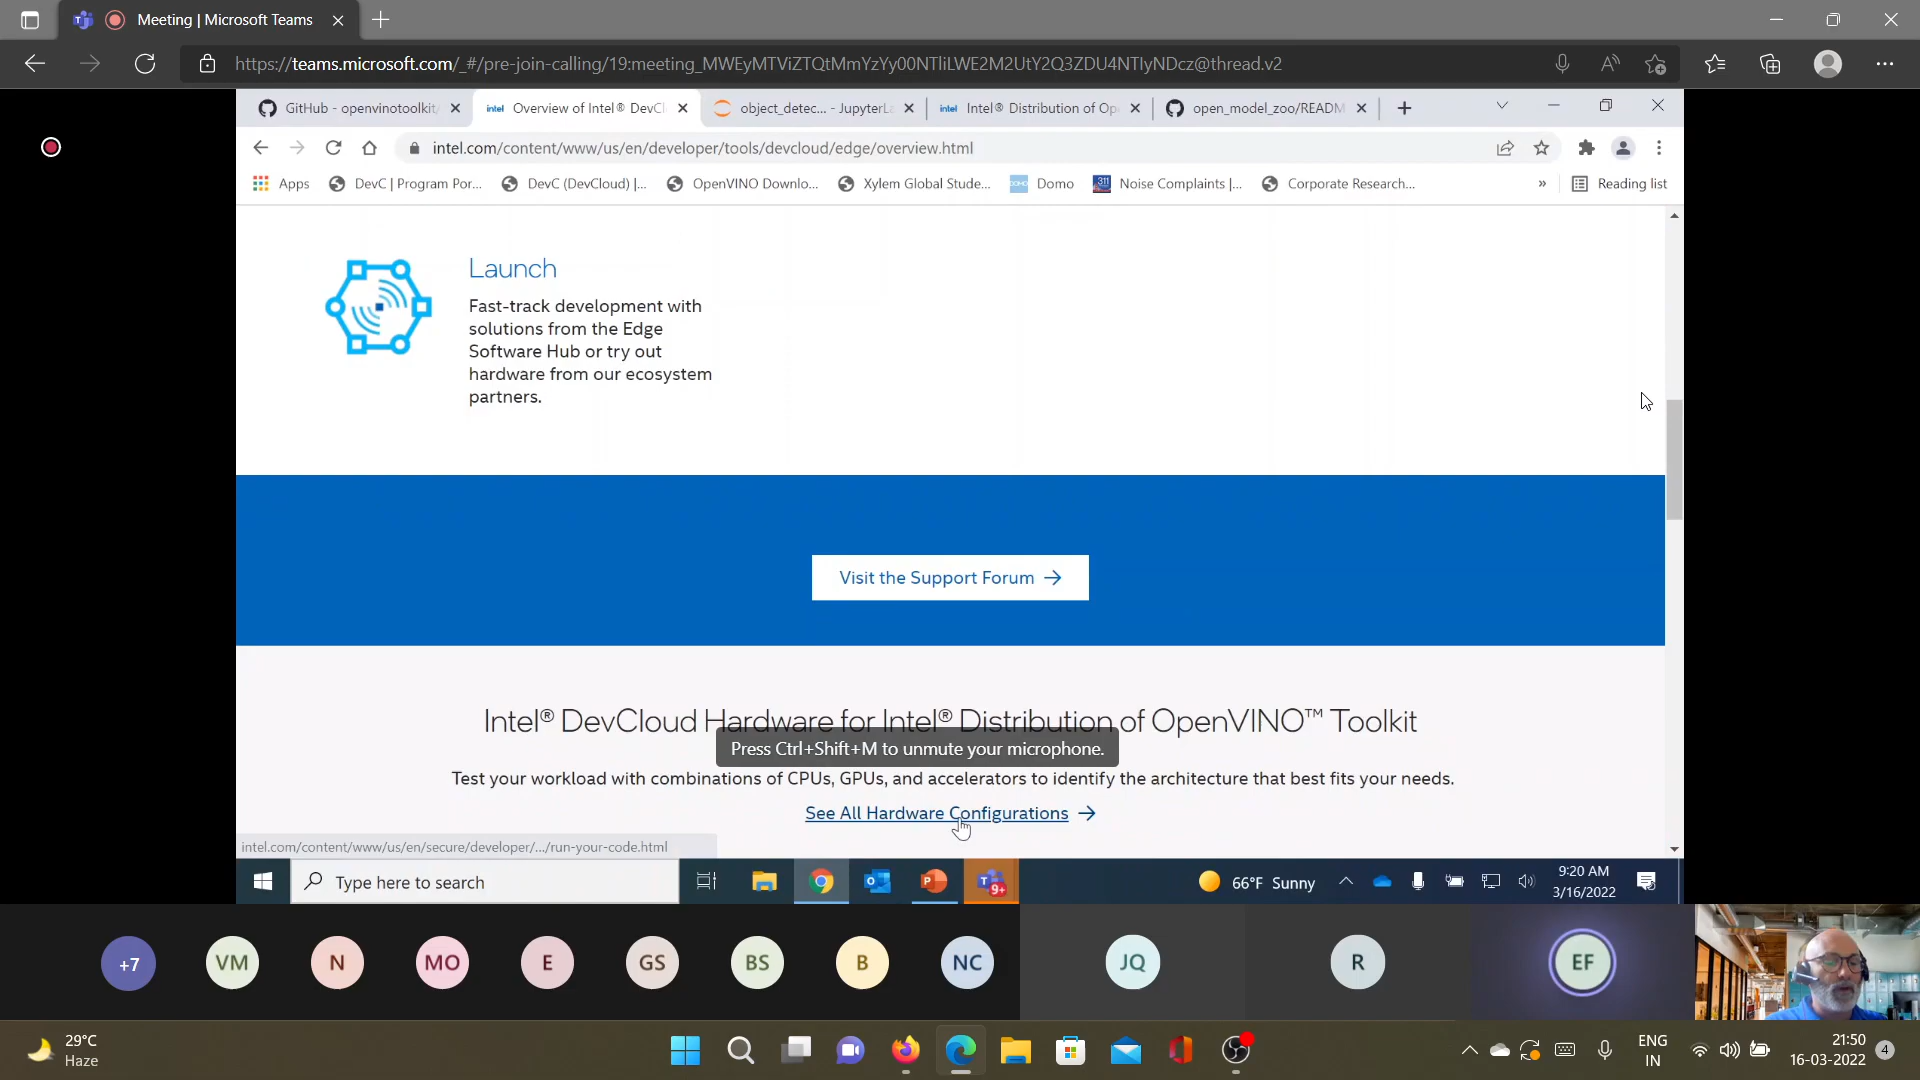 Meeting | Microsoft Teams
https://teams.microsoft.com/_#/pre-join-calling/19:meeting_MWEyMTViZTQtMmYzYy00NTliLWE2M2UtY2Q3ZDU4NTIyNDcz@thread.v2
GitHub - openvinotoolkit/
intel Overview of Intel® DevCl
object_detec... - JupyterLa
intel Intel® Distribution of Op
open_model_zoo/READM
intel.com/content/www/us/en/developer/tools/devcloud/edge/overview.html
Apps
DevC | Program Por...
DevC (DevCloud) |...
OpenVINO Downlo...
Xylem Global Stude...
DOMO Domo
311 Noise Complaints |...
Corporate Research...
»
Reading list
Launch
Fast-track development with
solutions from the Edge
Software Hub or try out
hardware from our ecosystem
partners.
Visit the Support Forum
Intel® DevCloud Hardware for Intel® Distribution of OpenVINO™ Toolkit
Press Ctrl+Shift+M to unmute your microphone.
Test your workload with combinations of CPUs, GPUs, and accelerators to identify the architecture that best fits your needs.
See All Hardware Configurations
intel.com/content/www/us/en/secure/developer/.../run-your-code.html
Type here to search
9+
66°F Sunny
9:20 AM
3/16/2022
+7
VM
N
MO
E
GS
BS
B
NC
JQ
R
EF
29°C
Haze
ENG
IN
21:50
16-03-2022
4